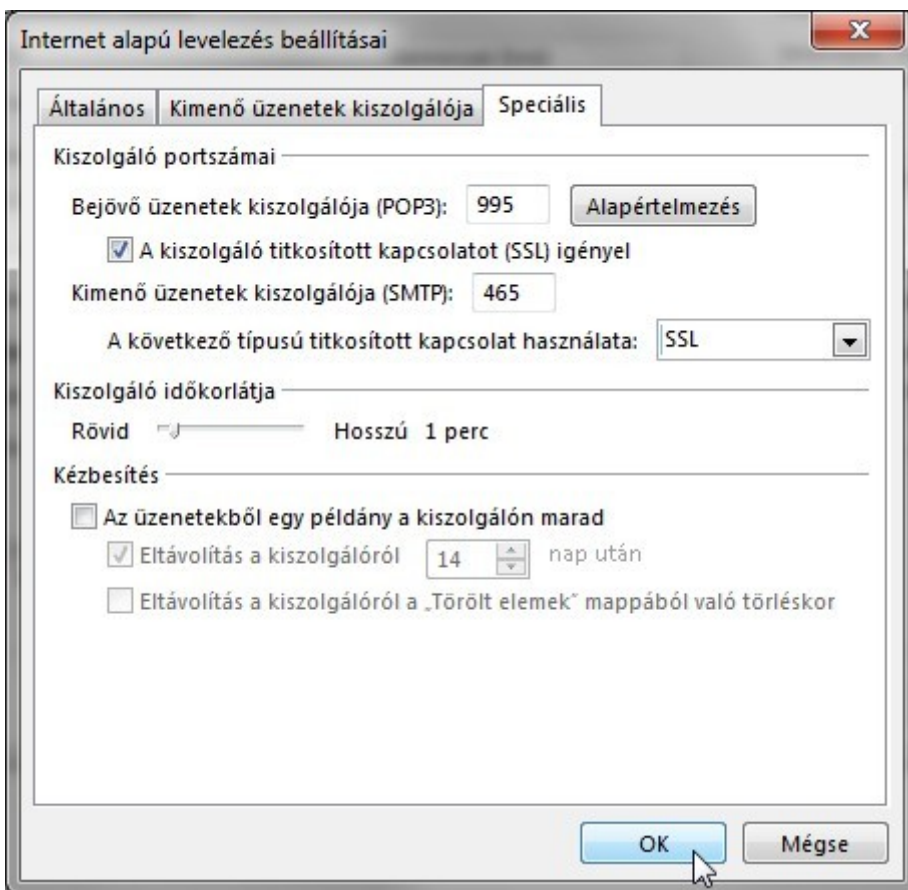 Internet alapú levelezés beállításai
Általános Kimenő üzenetek kiszolgálója Speciális
Kiszolgáló portszámai
Bejövő üzenetek kiszolgálója (POP3): 995 Alapértelmezés
A kiszolgáló titkosított kapcsolatot (SSL) igényel
Kimenő üzenetek kiszolgálója (SMTP): 465
A következő típusú titkosított kapcsolat használata: SSL
Kiszolgáló időkorlátja
Rövid Hosszú 1 perc
Kézbesítés
Az üzenetekből egy példány a kiszolgálón marad
Eltávolítás a kiszolgálóról 14 nap után
Eltávolítás a kiszolgálóról a „Törölt elemek” mappából való törléskor
OK Mégse